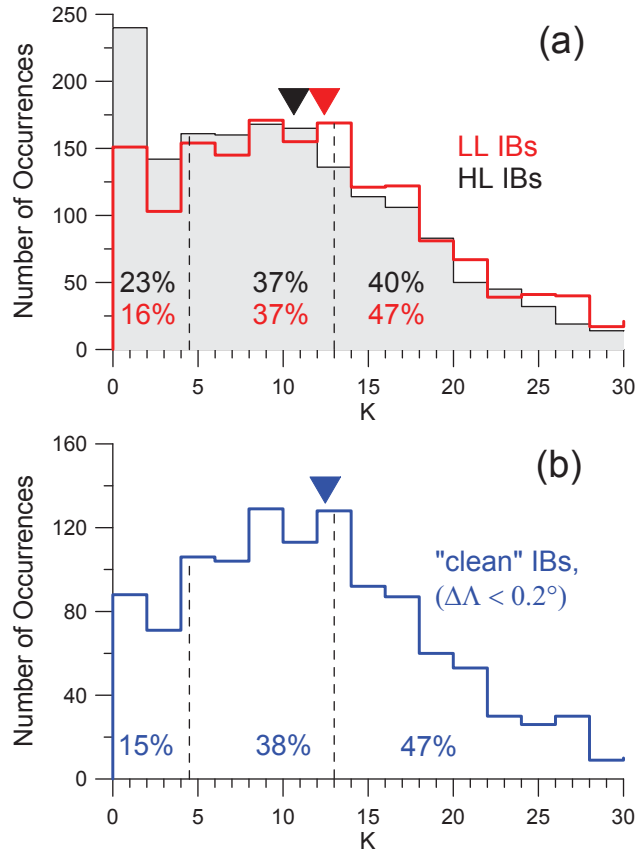 (a)
250
200
150
100
50
0
Number of Occurrences
LL IBs
HL IBs
23% 37% 40%
16% 37% 47%
0 5 10 15 20 25 30
K
(b)
160
120
80
40
0
Number of Occurrences
"clean" IBs,
(ΔΛ < 0.2°)
15% 38% 47%
0 5 10 15 20 25 30
K